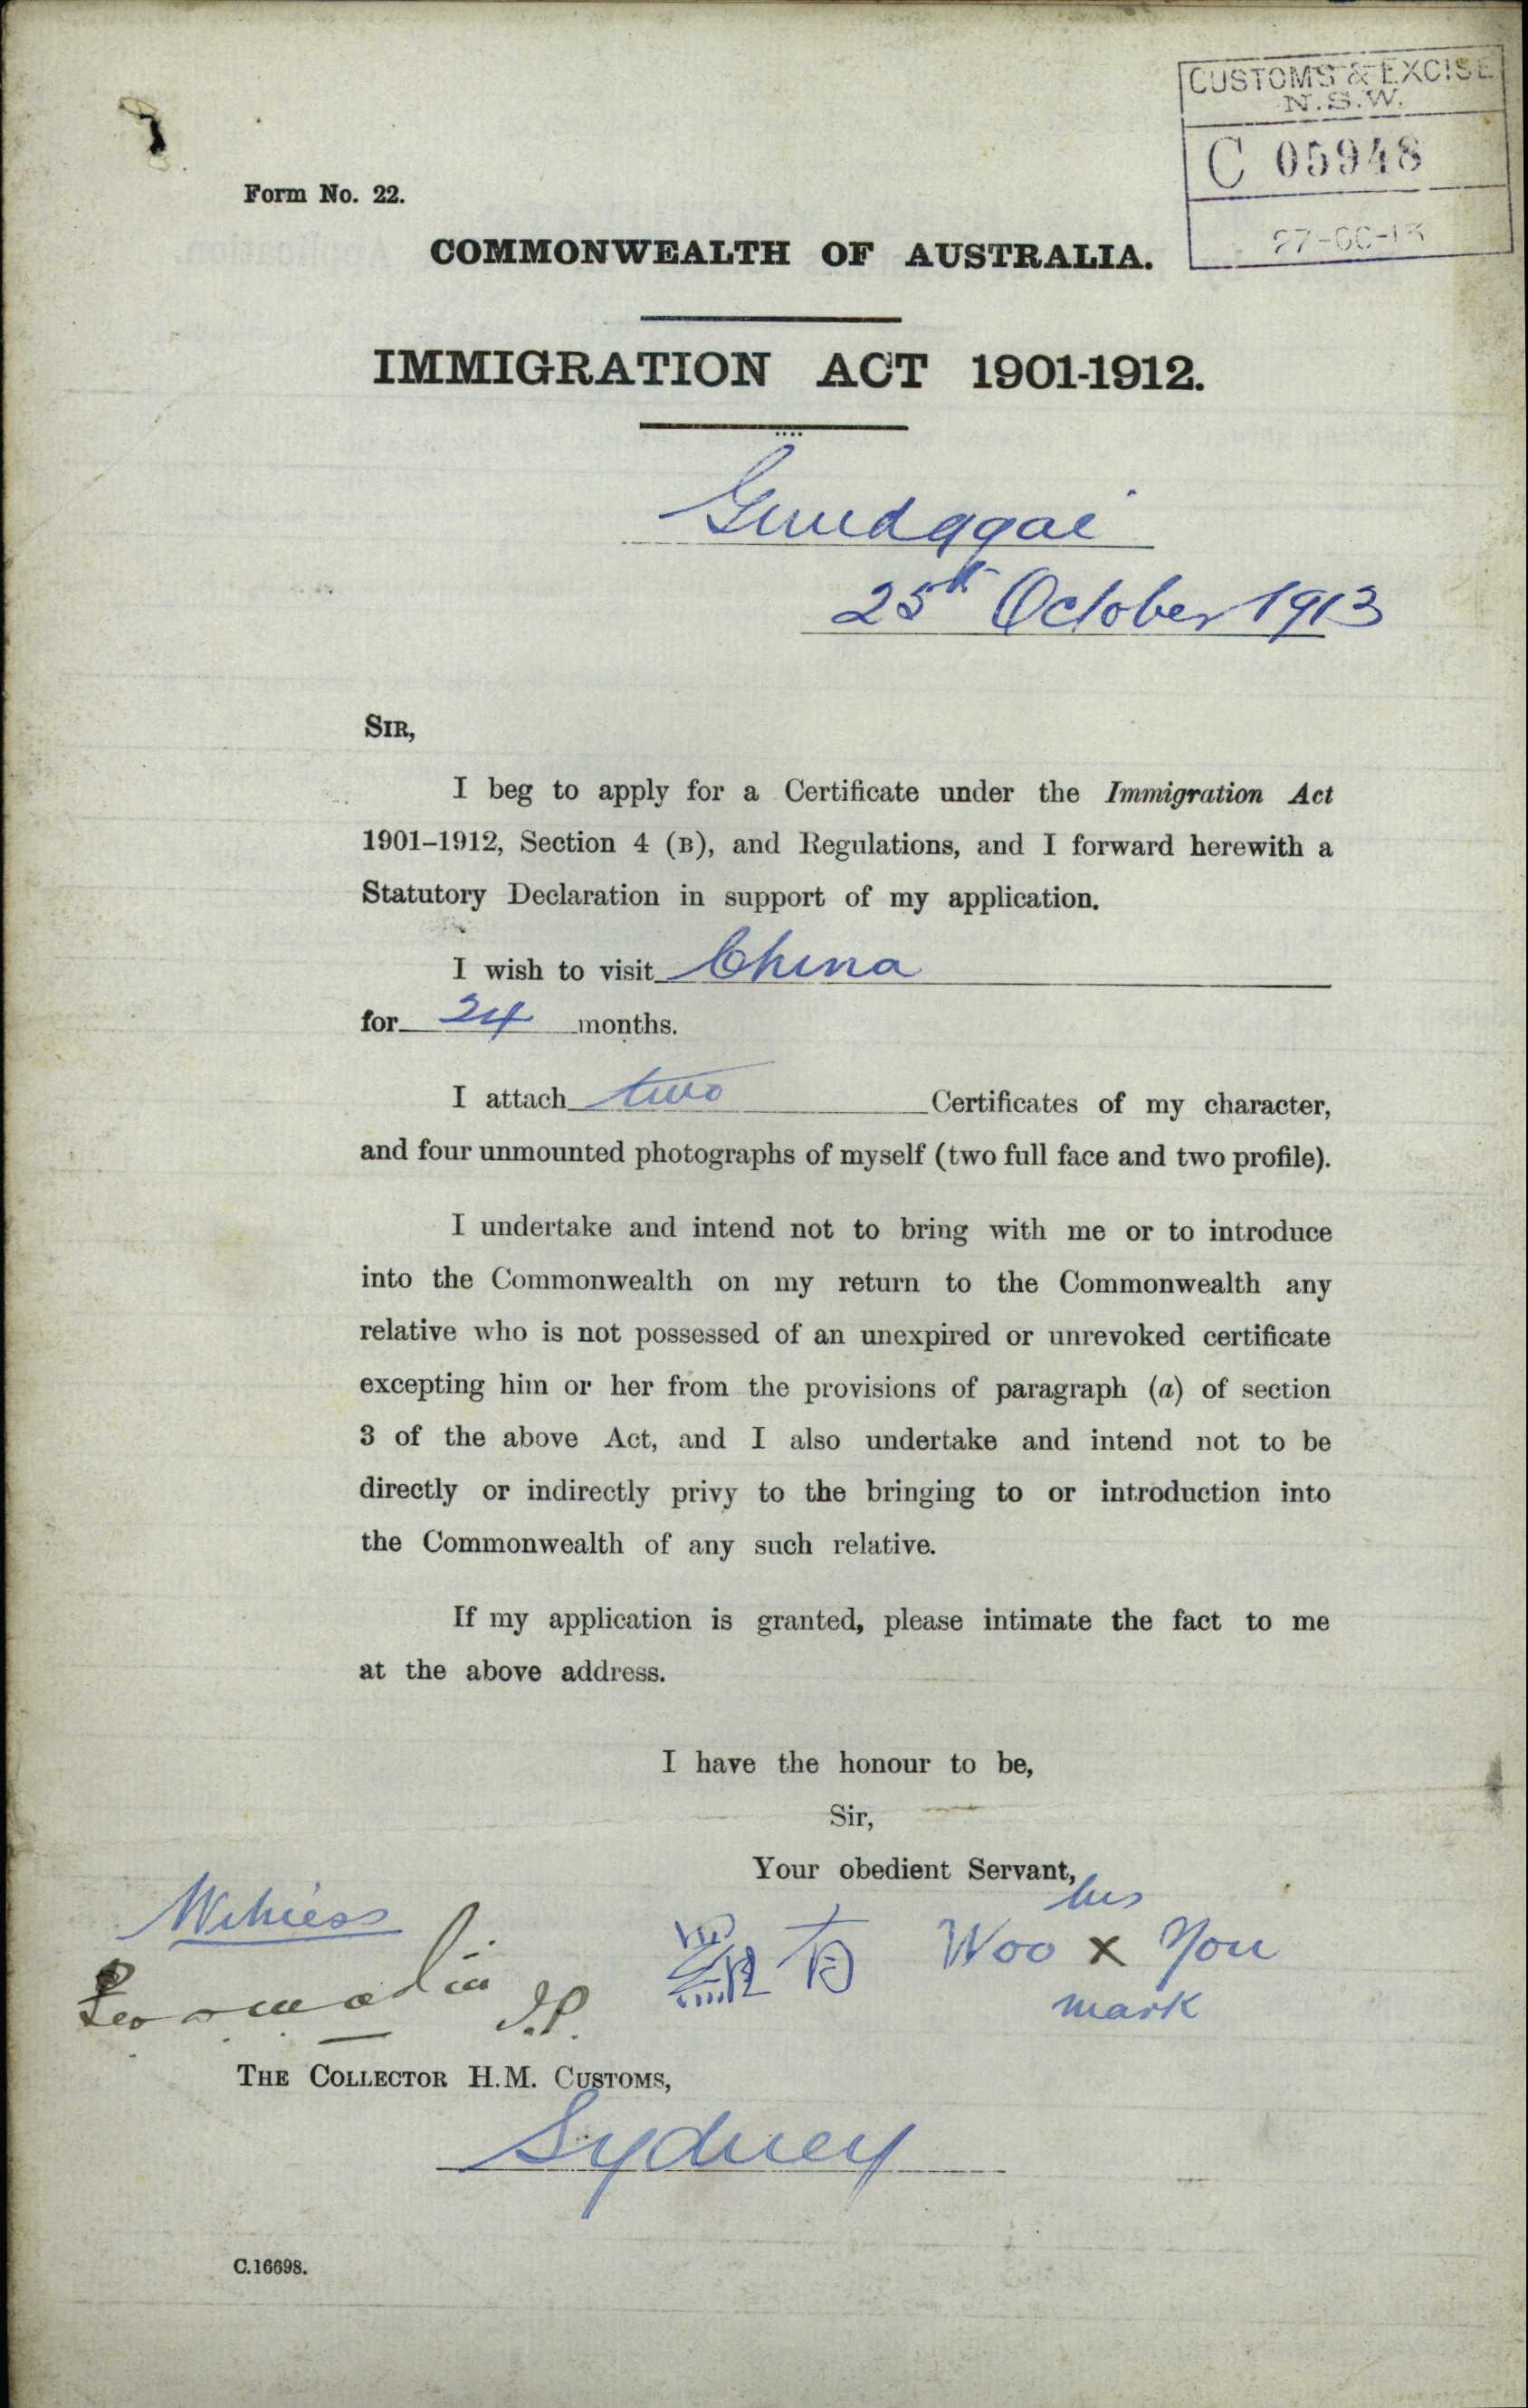 CUSTOMS & EXCISE
N.S.W.
C 05948
Form No. 22.
COMMONWEALTH OF AUSTRALIA.
IMMIGRATION ACT 1901-1912.
Gundagai
25th October 1913
SIR,
I beg to apply for a Certificate under the Immigration Act
1901–1912, Section 4 (B), and Regulations, and I forward herewith a
Statutory Declaration in support of my application.
I wish to visit China
for 24 months.
I attach two Certificates of my character,
and four unmounted photographs of myself (two full face and two profile).
I undertake and intend not to bring with me or to introduce
into the Commonwealth on my return to the Commonwealth any
relative who is not possessed of an unexpired or unrevoked certificate
excepting him or her from the provisions of paragraph (a) of section
3 of the above Act, and I also undertake and intend not to be
directly or indirectly privy to the bringing to or introduction into
the Commonwealth of any such relative.
If my application is granted, please intimate the fact to me
at the above address.
I have the honour to be,
Sir,
Your obedient Servant,
his
Witness
有 Woo x You
J.P.
mark
THE COLLECTOR H.M. CUSTOMS,
Sydney
C.16698.